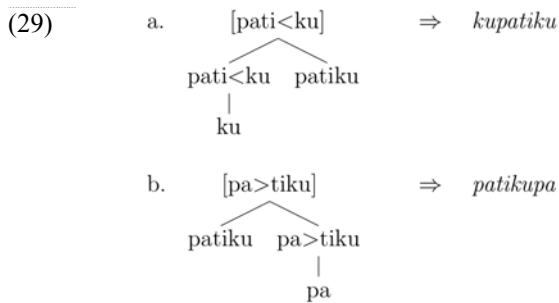 (29) a. [pati<ku] ⇒ kupatiku
pati<ku patiku
ku
b. [pa>tiku] ⇒ patikupa
patiku pa>tiku
pa